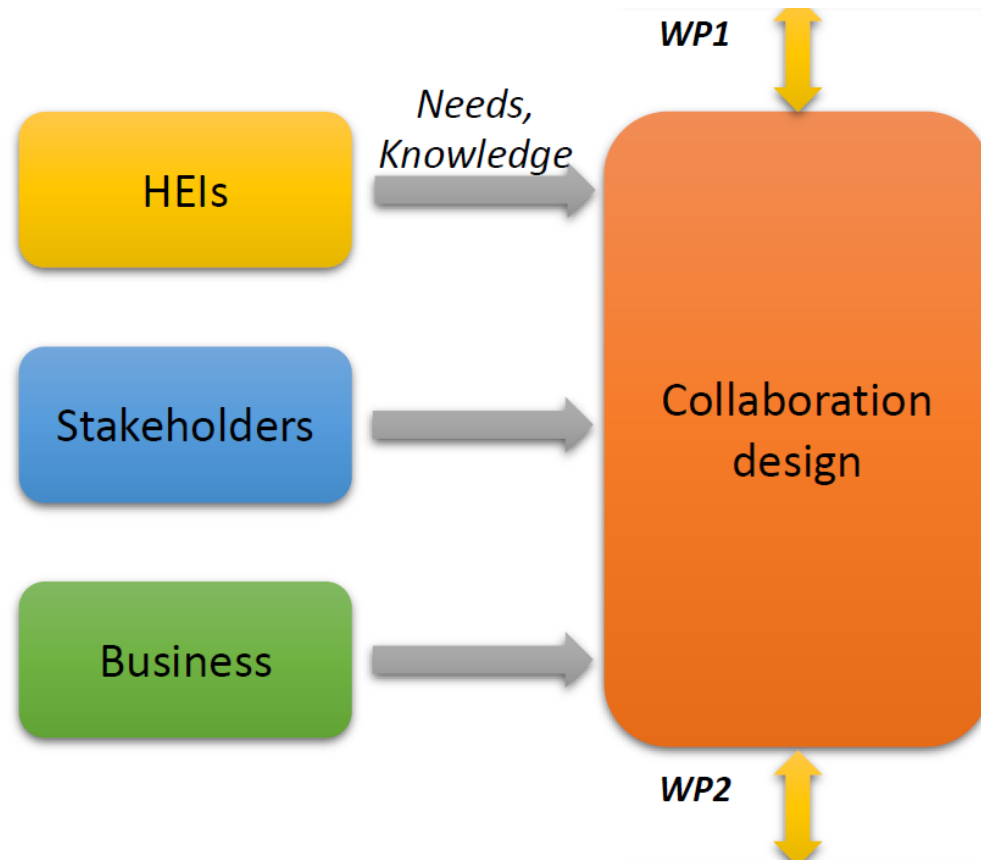 WP1
Needs,
Knowledge
HEIs
Stakeholders
Collaboration
design
Business
WP2